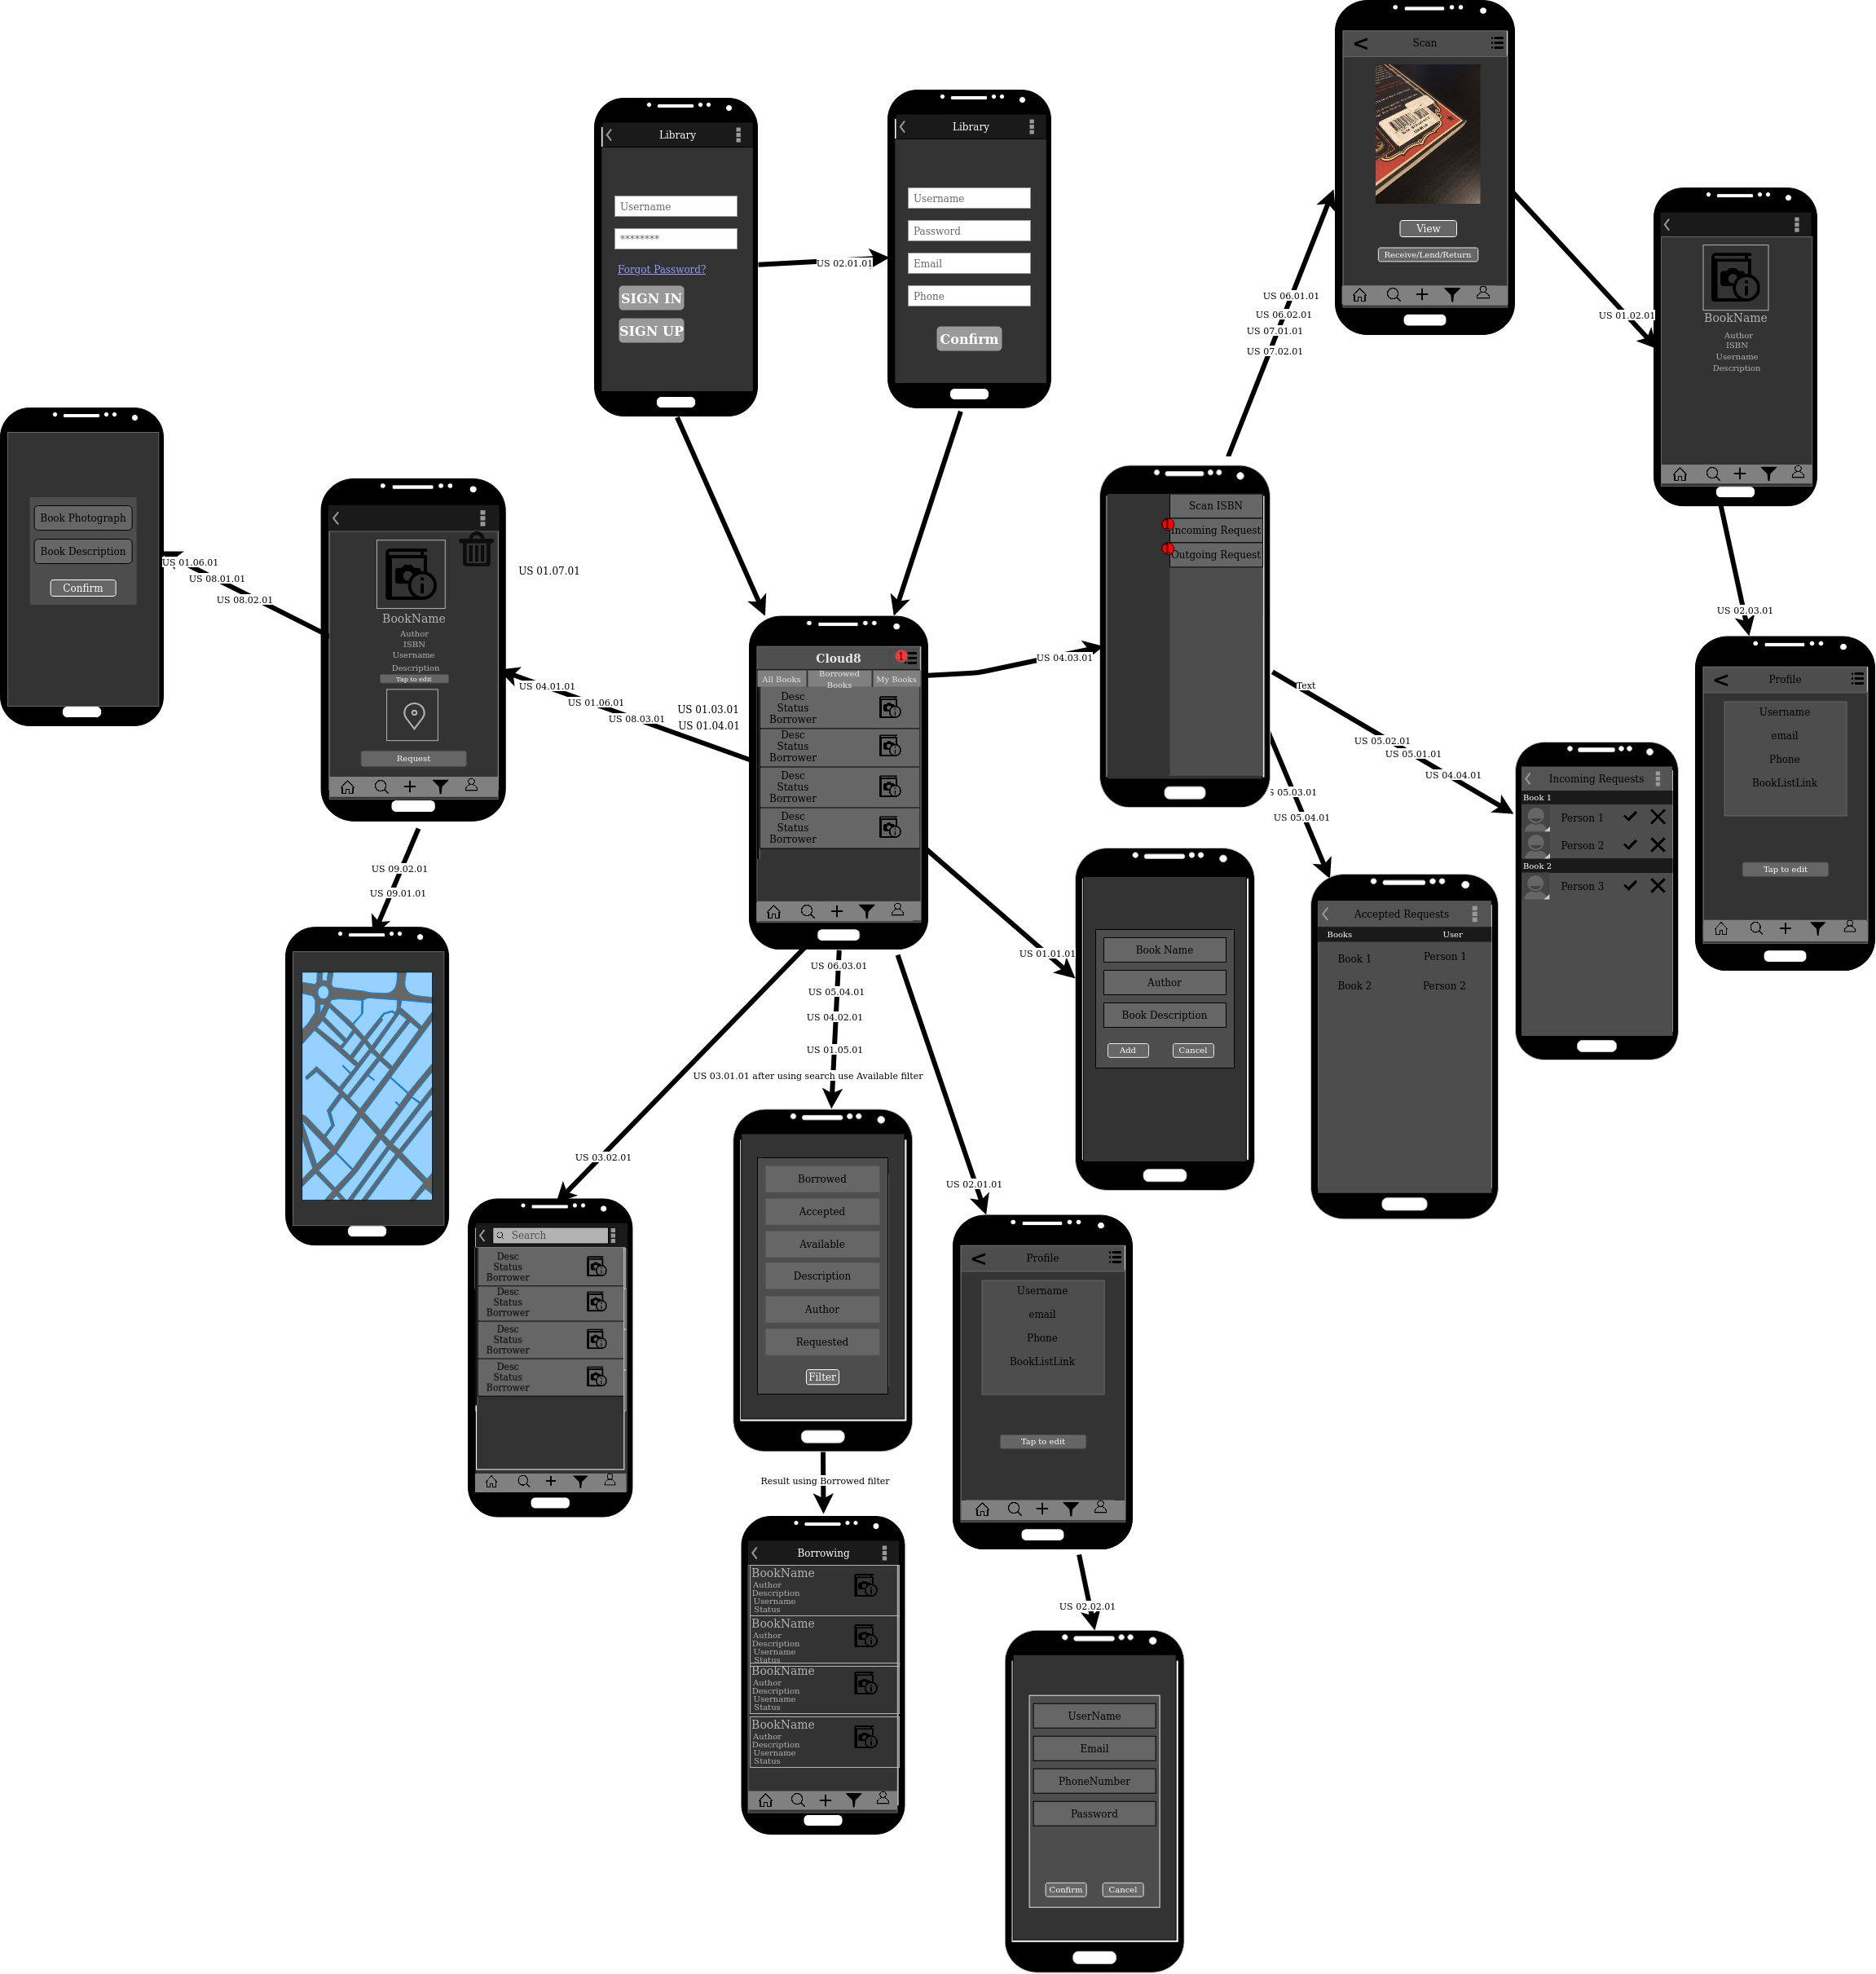 Scan
View
Receive/Lend/Return
Library
Username
********
Forgot Password?
SIGN IN
SIGN UP
US 02.01.01
Library
Username
Password
Email
Phone
Confirm
US 06.01.01
US 06.02.01
US 07.01.01
US 07.02.01
US 01.02.01
BookName
Author
ISBN
Username
Description
US 02.03.01
Book Photograph
Book Description
Confirm
US 01.06.01
US 08.01.01
US 08.02.01
BookName
Author
ISBN
Username
Description
Tap to edit
Request
US 01.07.01
US 04.01.01
US 01.06.01
US 08.03.01
US 01.03.01
US 01.04.01
Cloud8
1
All Books
Borrowed
Books
My Books
Desc
Status
Borrower
Desc
Status
Borrower
Desc
Status
Borrower
Desc
Status
Borrower
US 04.03.01
Scan ISBN
Incoming Request
Outgoing Request
Text
US 05.02.01
US 05.01.01
US 04.04.01
S 05.03.01
US 05.04.01
Profile
Username
email
Phone
BookListLink
Tap to edit
Incoming Requests
Book 1
Person 1
Person 2
Book 2
Person 3
Accepted Requests
Books
User
Book 1
Person 1
Book 2
Person 2
US 01.01.01
Book Name
Author
Book Description
Add
Cancel
US 09.02.01
US 09.01.01
US 03.02.01
US 06.03.01
US 05.04.01
US 04.02.01
US 01.05.01
US 03.01.01 after using search use Available filter
US 02.01.01
Search
Desc
Status
Borrower
Desc
Status
Borrower
Desc
Status
Borrower
Desc
Status
Borrower
Borrowed
Accepted
Available
Description
Author
Requested
Filter
Result using Borrowed filter
Profile
Username
email
Phone
BookListLink
Tap to edit
US 02.02.01
Borrowing
BookName
Author
Description
Username
Status
BookName
Author
Description
Username
Status
BookName
Author
Description
Username
Status
BookName
Author
Description
Username
Status
UserName
Email
PhoneNumber
Password
Confirm
Cancel